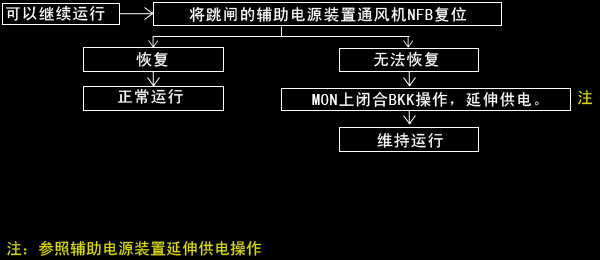 可以继续运行
将跳闸的辅助电源装置通风机NFB复位
恢复
无法恢复
正常运行
MON上闭合BKK操作，延伸供电。
注
维持运行
注：参照辅助电源装置延伸供电操作